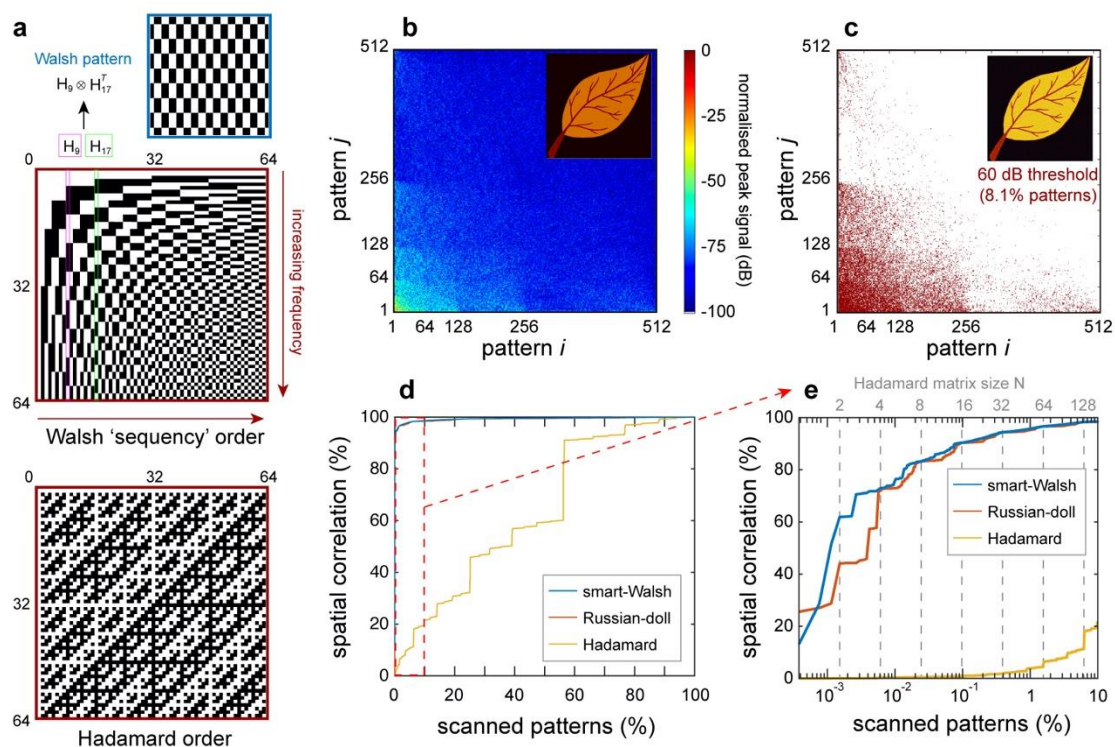 a
Walsh pattern
H9 ⊗ H17^T
H9 H17
0 32 64
32
64
increasing frequency
Walsh 'sequency' order
0 32 64
32
64
Hadamard order
b
512
256
128
64
1
pattern j
1 64 128 256 512
pattern i
0
-25
-50
-75
-100
normalised peak signal (dB)
c
512
256
128
64
1
pattern j
60 dB threshold
(8.1% patterns)
1 64 128 256 512
pattern i
d
100
80
60
40
20
0
spatial correlation (%)
smart-Walsh
Russian-doll
Hadamard
0 20 40 60 80 100
scanned patterns (%)
e
Hadamard matrix size N
2 4 8 16 32 64 128
100
80
60
40
20
0
spatial correlation (%)
smart-Walsh
Russian-doll
Hadamard
10^-3 10^-2 10^-1 1 10
scanned patterns (%)